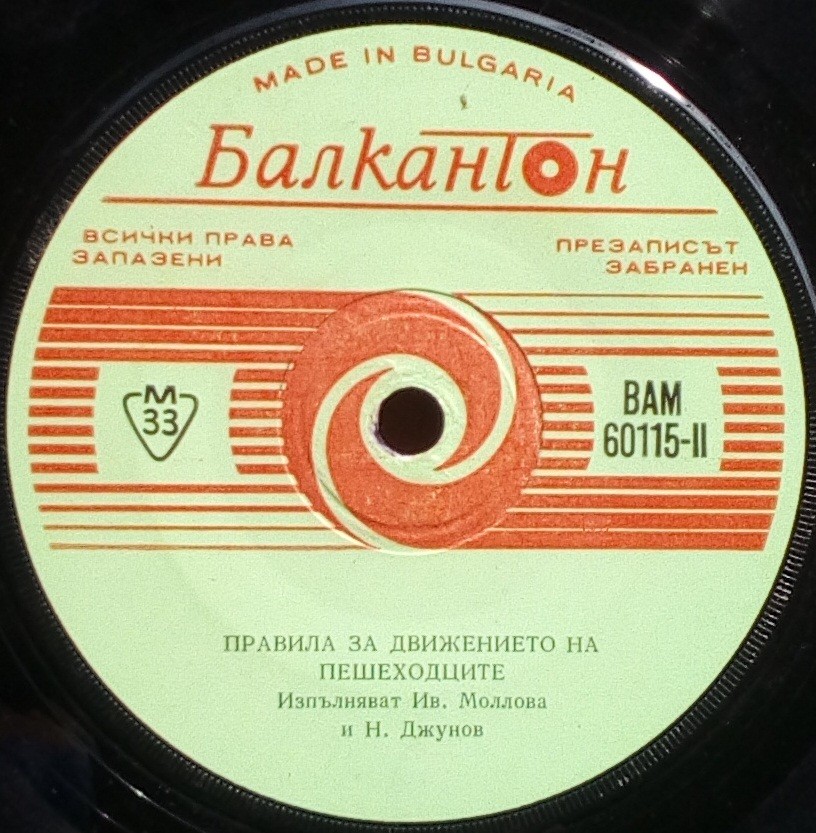 MADE IN BULGARIA
Балкантон
ВСИЧКИ ПРАВА
ЗАПАЗЕНИ
ПРЕЗАПИСЪТ
ЗАБРАНЕН
М
33
ВАМ
60115-II
ПРАВИЛА ЗА ДВИЖЕНИЕТО НА
ПЕШЕХОДЦИТЕ
Изпълняват Ив. Моллова
и Н. Джунов